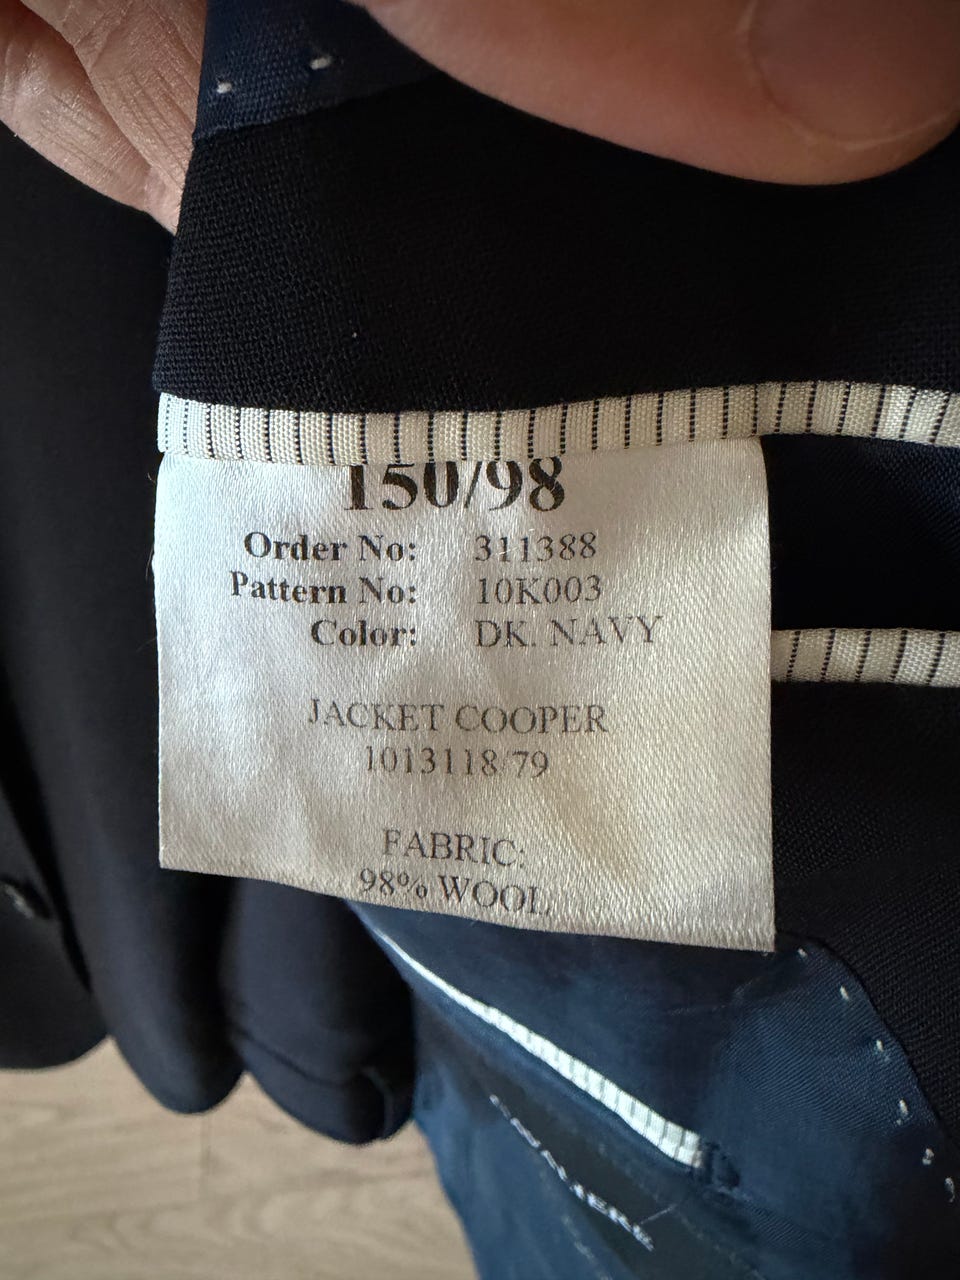 150/98
Order No: 311388
Pattern No: 10K003
Color: DK. NAVY
JACKET COOPER
1013118/79
FABRIC:
98% WOOL,